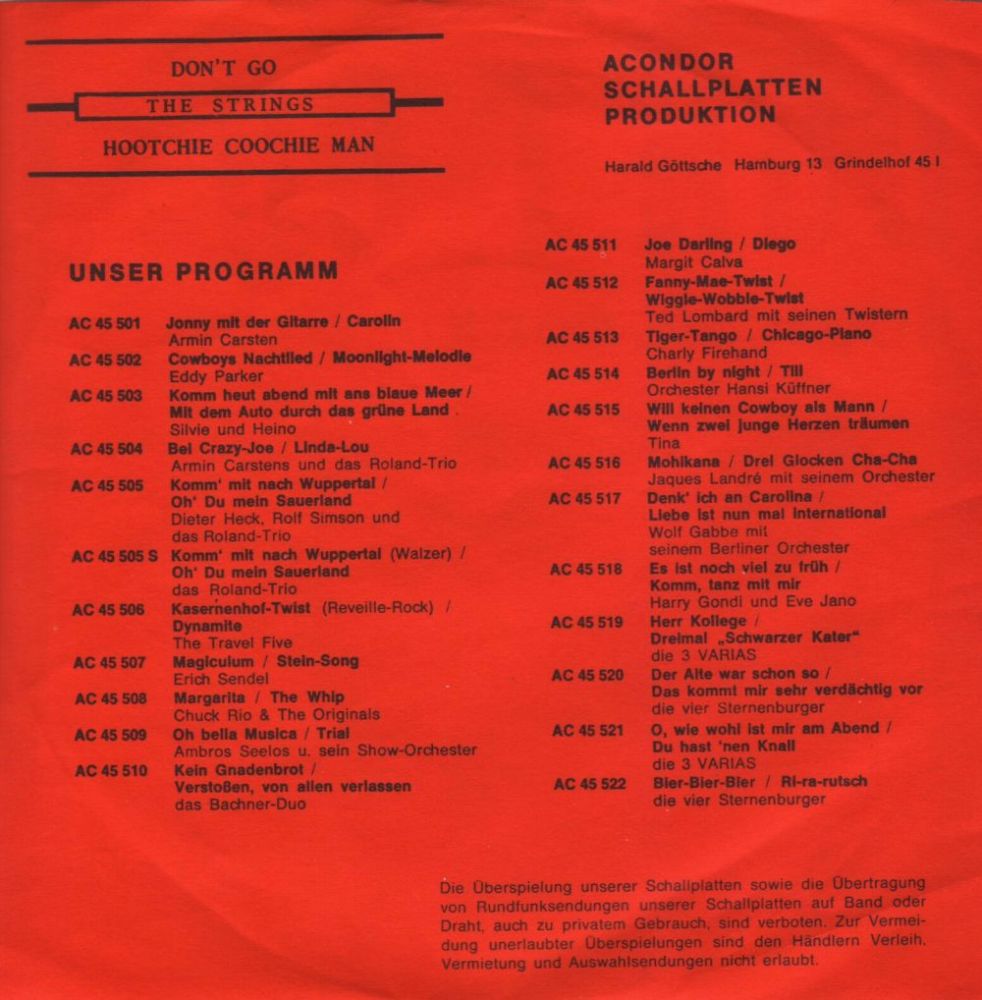 DON'T GO
THE STRINGS
HOOTCHIE COOCHIE MAN
ACONDOR
SCHALLPLATTEN
PRODUKTION
Harald Göttsche Hamburg 13 Grindelhof 45 I
UNSER PROGRAMM
AC 45 501 Jonny mit der Gitarre / Carolin
Armin Carsten
AC 45 502 Cowboys Nachtlied / Moonlight-Melodie
Eddy Parker
AC 45 503 Komm heut abend mit ans blaue Meer /
Mit dem Auto durch das grüne Land .
Silvie und Heino
AC 45 504 Bei Crazy-Joe / Linda-Lou
Armin Carstens und das Roland-Trio
AC 45 505 Komm' mit nach Wuppertal /
Oh' Du mein Sauerland
Dieter Heck, Rolf Simson und
das Roland-Trio
AC 45 505 S Komm' mit nach Wuppertal (Walzer) /
Oh' Du mein Sauerland
das Roland-Trio
AC 45 506 Kasernenhof-Twist (Reveille-Rock) /
Dynamite
The Travel Five
AC 45 507 Magiculum / Stein-Song
Erich Sendel
AC 45 508 Margarita / The Whip
Chuck Rio & The Originals
AC 45 509 Oh bella Musica / Trial
Ambros Seelos u. sein Show-Orchester
AC 45 510 Kein Gnadenbrot /
Verstoßen, von allen verlassen
das Bachner-Duo
AC 45 511 Joe Darling / Diego
Margit Calva
AC 45 512 Fanny-Mae-Twist /
Wiggle-Wobble-Twist
Ted Lombard mit seinen Twistern
AC 45 513 Tiger-Tango / Chicago-Piano
Charly Firehand
AC 45 514 Berlin by night / Till
Orchester Hansi Küffner
AC 45 515 Will keinen Cowboy als Mann /
Wenn zwei junge Herzen träumen
Tina
AC 45 516 Mohikana / Drei Glocken Cha-Cha
Jaques Landré mit seinem Orchester
AC 45 517 Denk' ich an Carolina /
Liebe ist nun mal international
Wolf Gabbe mit
seinem Berliner Orchester
AC 45 518 Es ist noch viel zu früh /
Komm, tanz mit mir
Harry Gondi und Eve Jano
AC 45 519 Herr Kollege /
Dreimal „Schwarzer Kater“
die 3 VARIAS
AC 45 520 Der Alte war schon so /
Das kommt mir sehr verdächtig vor
die vier Sternenburger
AC 45 521 O, wie wohl ist mir am Abend /
Du hast 'nen Knall
die 3 VARIAS
AC 45 522 Bier-Bier-Bier / Ri-ra-rutsch
die vier Sternenburger
Die Überspielung unserer Schallplatten sowie die Übertragung
von Rundfunksendungen unserer Schallplatten auf Band oder
Draht, auch zu privatem Gebrauch, sind verboten. Zur Vermei-
dung unerlaubter Überspielungen sind den Händlern Verleih,
Vermietung und Auswahlsendungen nicht erlaubt.